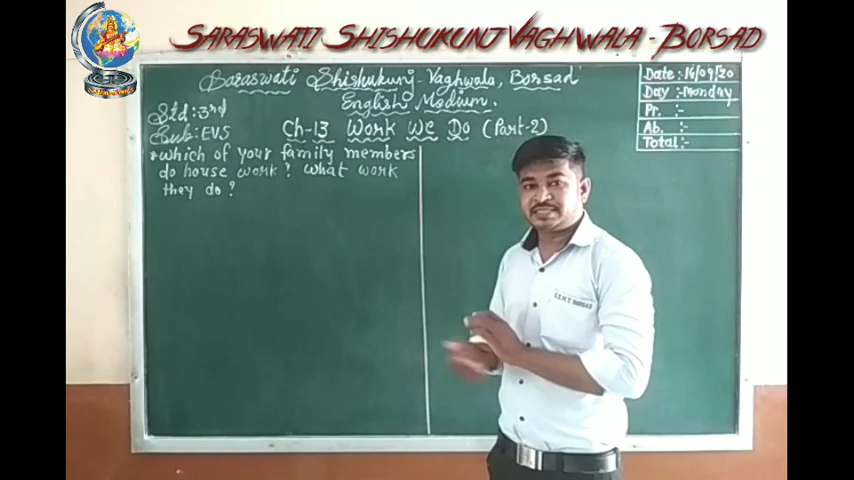 SARASWATI SHISHUKUNJ VAGHWALA - BORSAD
Saraswati Shishukunj - Vaghwala, Borsad
English Medium.
Date :- 14/09/20
Day :- Monday
Pr. :-
Ab. :-
Total :-
Std : 3rd
Sub : EVS
Ch-13 Work We Do (Part-2)
* Which of your family members
do house work ? What work
they do ?